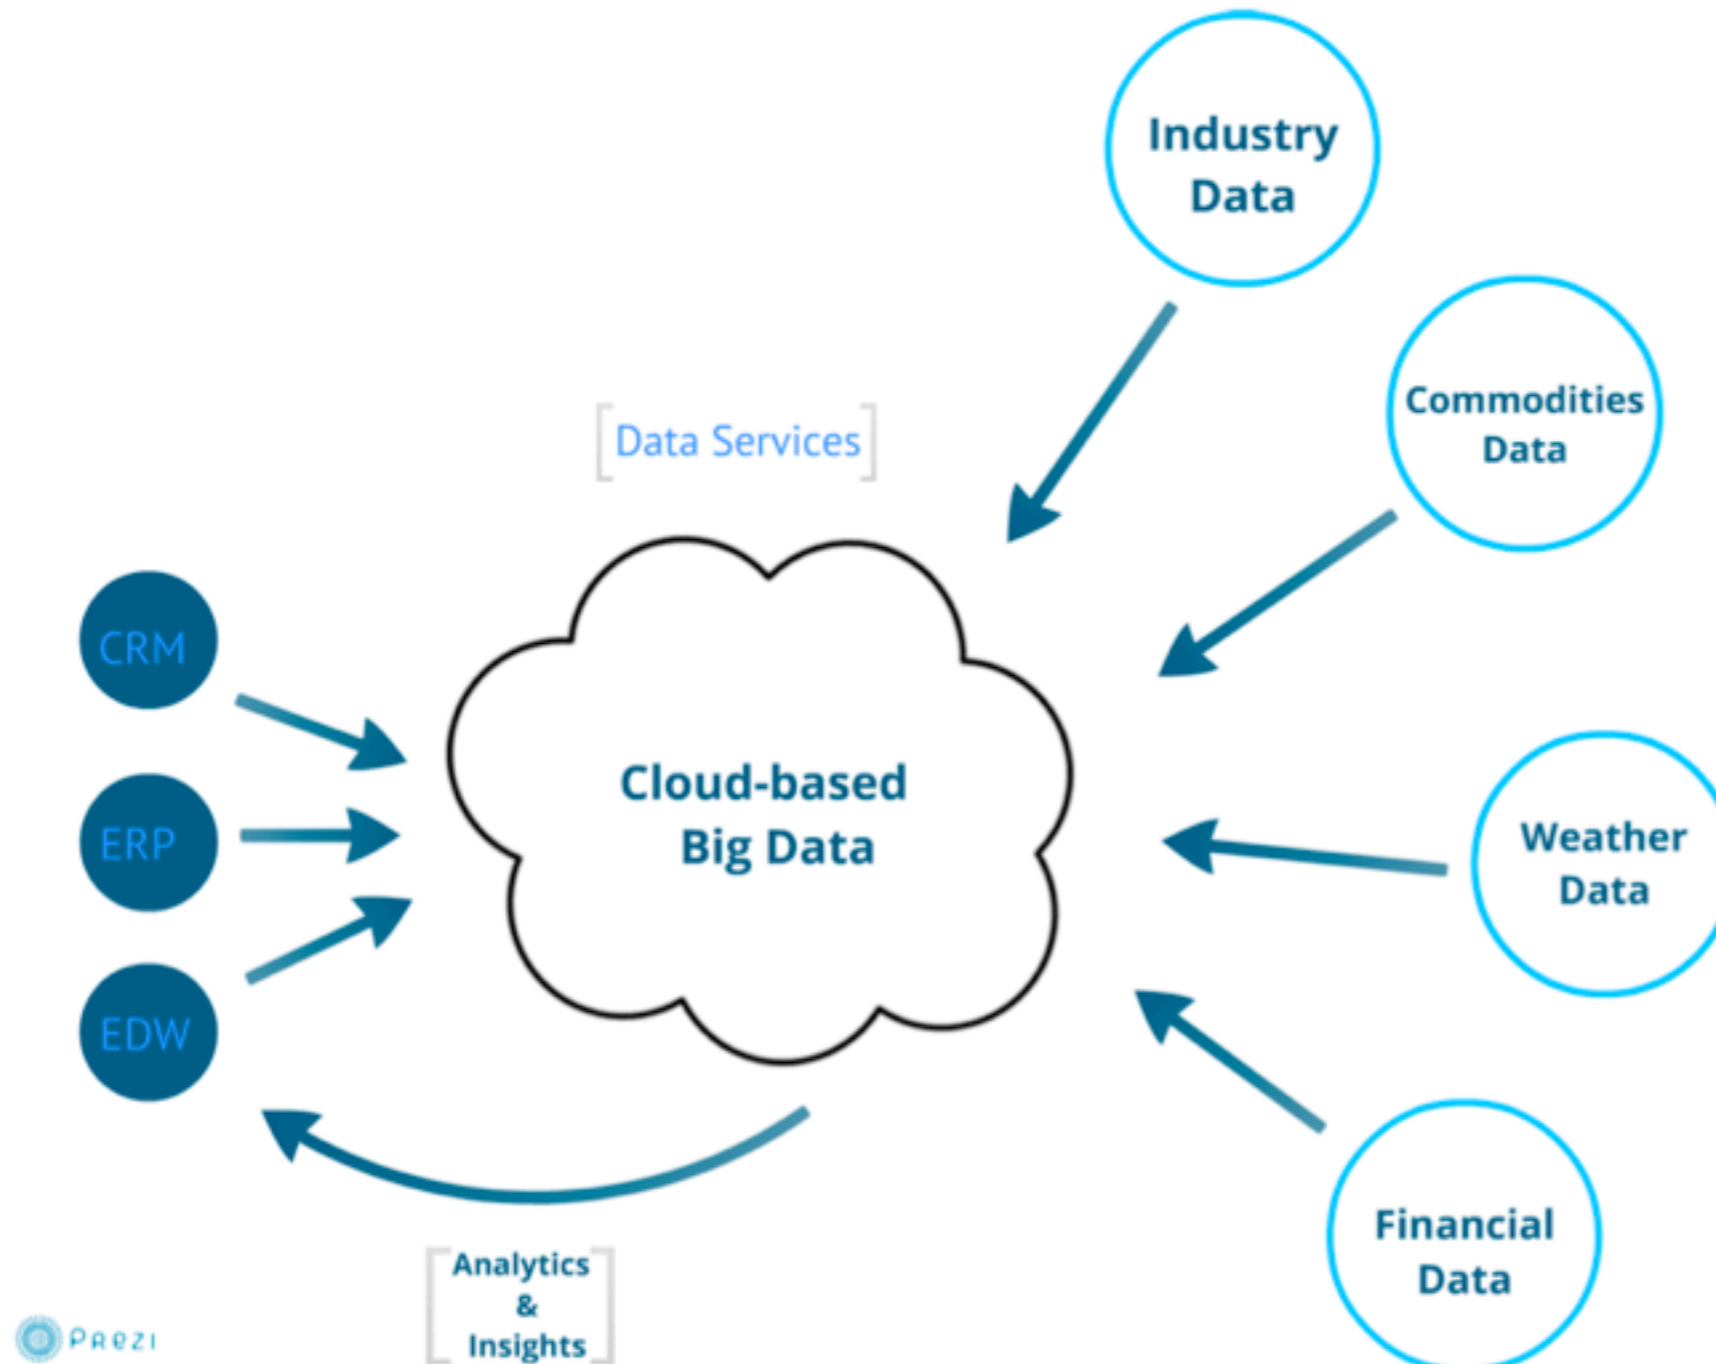 Industry
Data
Commodities
Data
[Data Services]
CRM
ERP
EDW
Cloud-based
Big Data
Weather
Data
Financial
Data
Analytics
&
Insights
Prezi